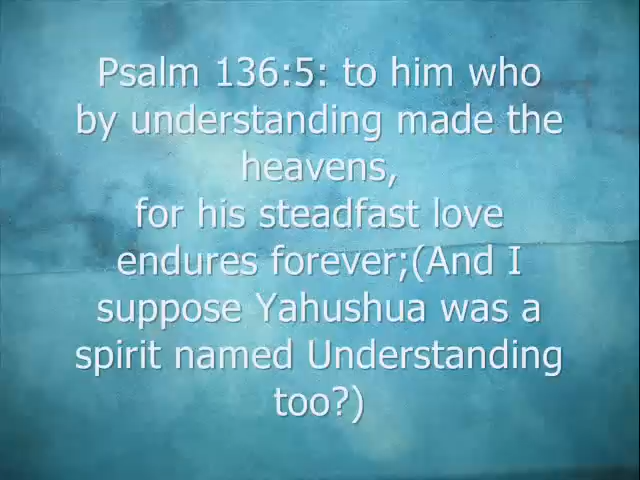 Psalm 136:5: to him who
by understanding made the
heavens,
for his steadfast love
endures forever;(And I
suppose Yahushua was a
spirit named Understanding
too?)